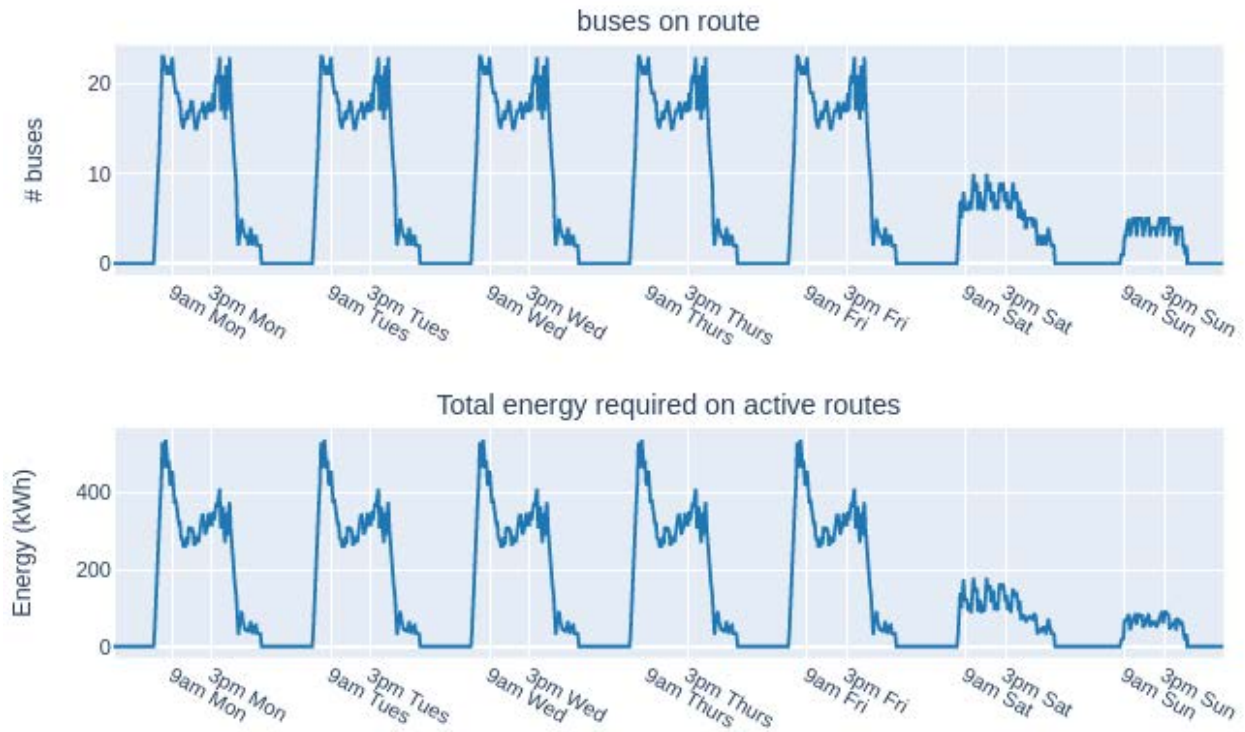 buses on route
# buses
20
10
0
9am Mon
3pm Mon
9am Tues
3pm Tues
9am Wed
3pm Wed
9am Thurs
3pm Thurs
9am Fri
3pm Fri
9am Sat
3pm Sat
9am Sun
3pm Sun
Total energy required on active routes
Energy (kWh)
400
200
0
9am Mon
3pm Mon
9am Tues
3pm Tues
9am Wed
3pm Wed
9am Thurs
3pm Thurs
9am Fri
3pm Fri
9am Sat
3pm Sat
9am Sun
3pm Sun